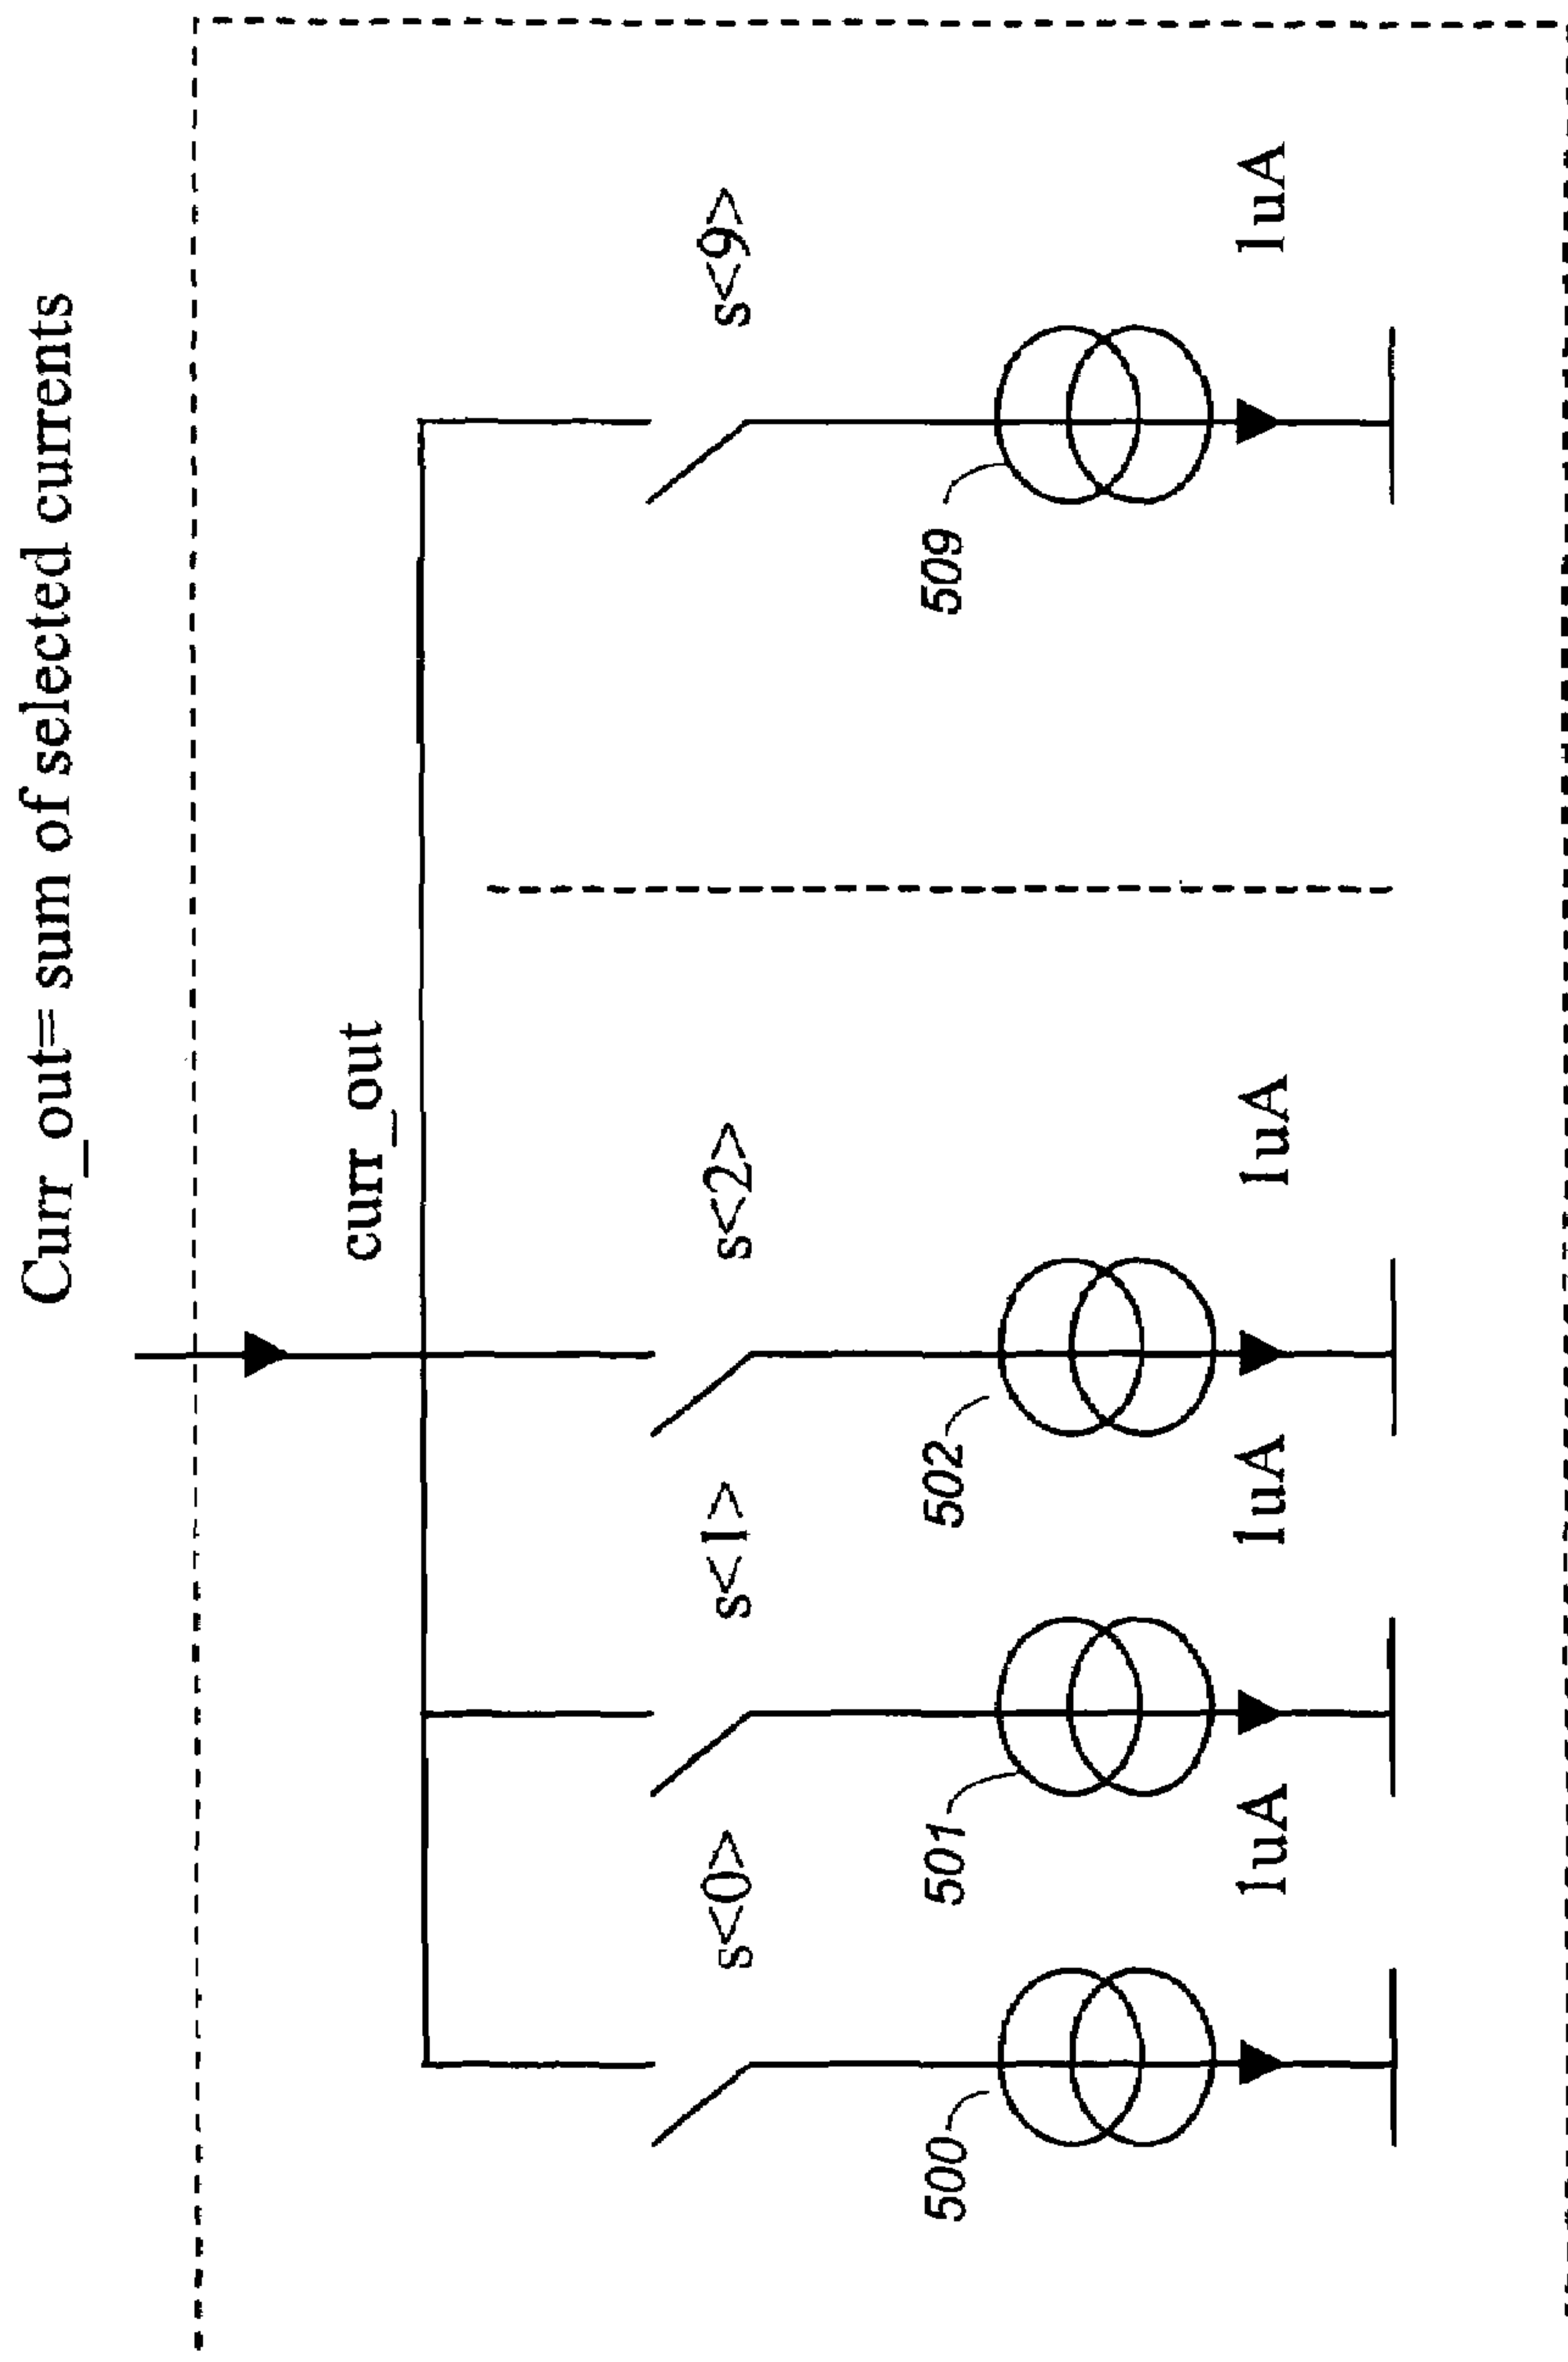 Curr_out= sum of selected currents
curr_out
s<0>
s<1>
s<2>
s<9>
500
501
502
509
1uA
1uA
1uA
1uA